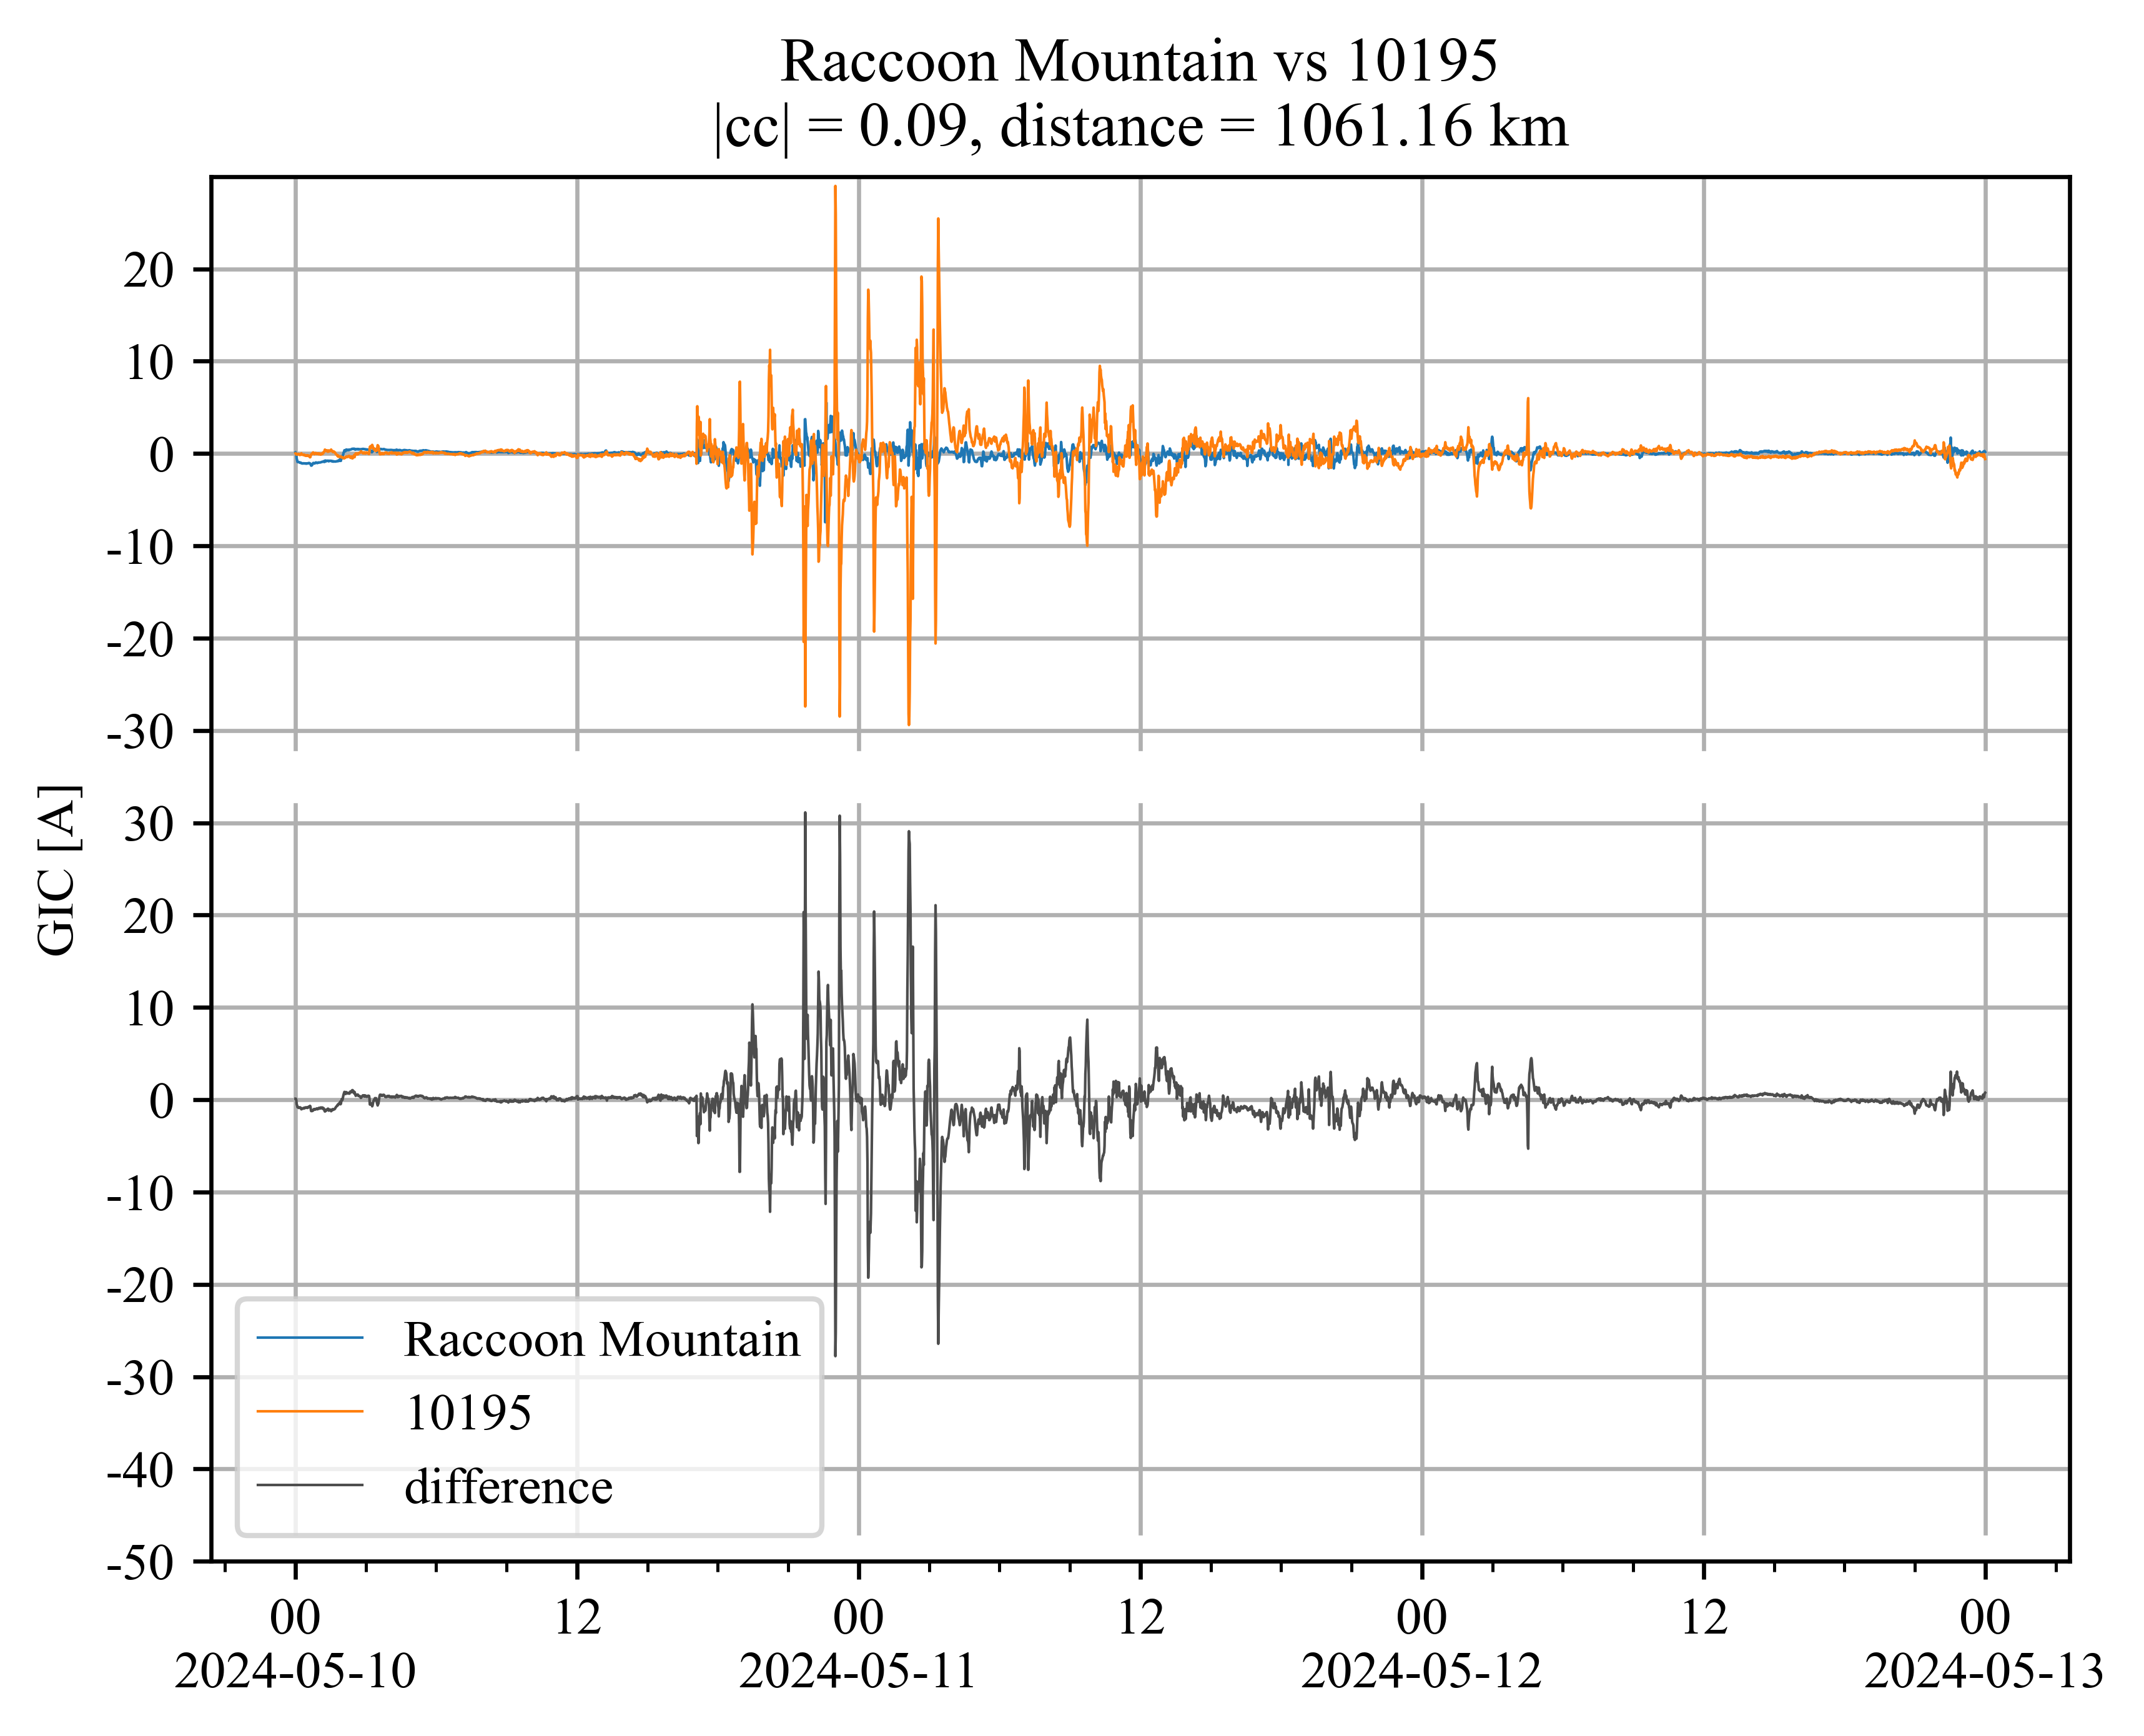 Raccoon Mountain vs 10195
|cc| = 0.09, distance = 1061.16 km
20
10
0
-10
-20
-30
GIC [A]
30
20
10
0
-10
-20
-30
-40
-50
Raccoon Mountain
10195
difference
00 12 00 12 00 12 00
2024-05-10 2024-05-11 2024-05-12 2024-05-13